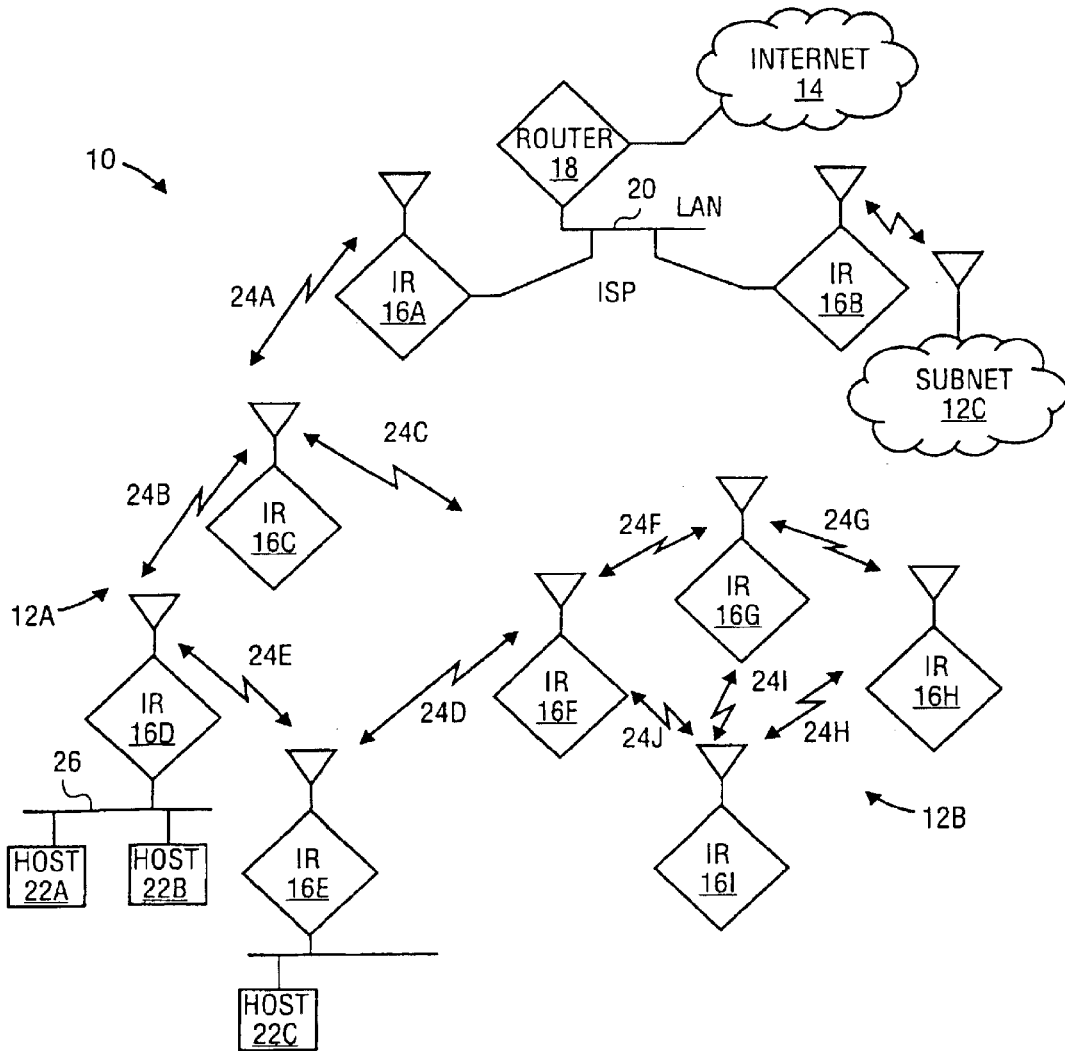 INTERNET
14
ROUTER
18
10
20
LAN
IR
16A
ISP
IR
16B
24A
SUBNET
12C
24C
24B
IR
16C
24F
24G
12A
IR
16G
24E
IR
16D
24D
IR
16F
24I
IR
16H
24J
24H
26
12B
HOST
22A
HOST
22B
IR
16E
IR
16I
HOST
22C